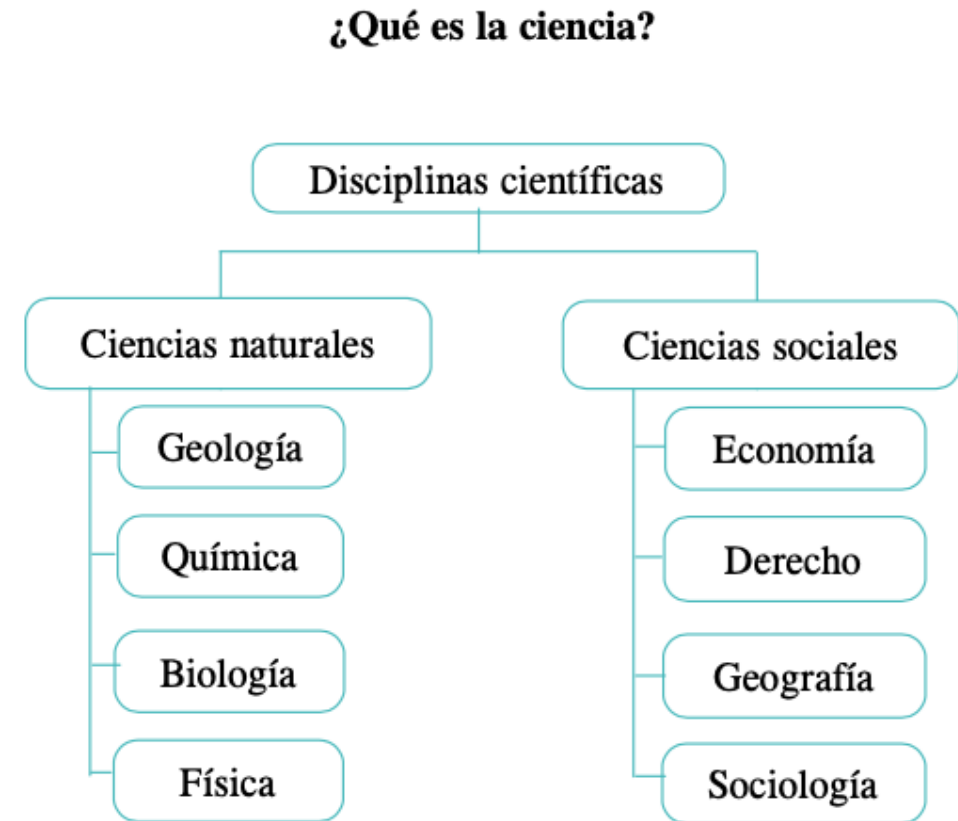 ¿Qué es la ciencia?
Disciplinas científicas
Ciencias naturales
Geología
Química
Biología
Física
Ciencias sociales
Economía
Derecho
Geografía
Sociología